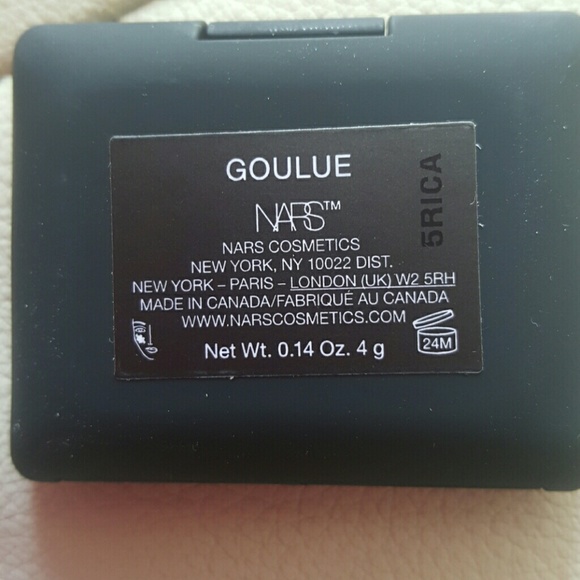 GOULUE
NARS™
NARS COSMETICS
NEW YORK, NY 10022 DIST.
NEW YORK – PARIS – LONDON (UK) W2 5RH
MADE IN CANADA/FABRIQUÉ AU CANADA
WWW.NARSCOSMETICS.COM
Net Wt. 0.14 Oz. 4 g
24M
5RICA